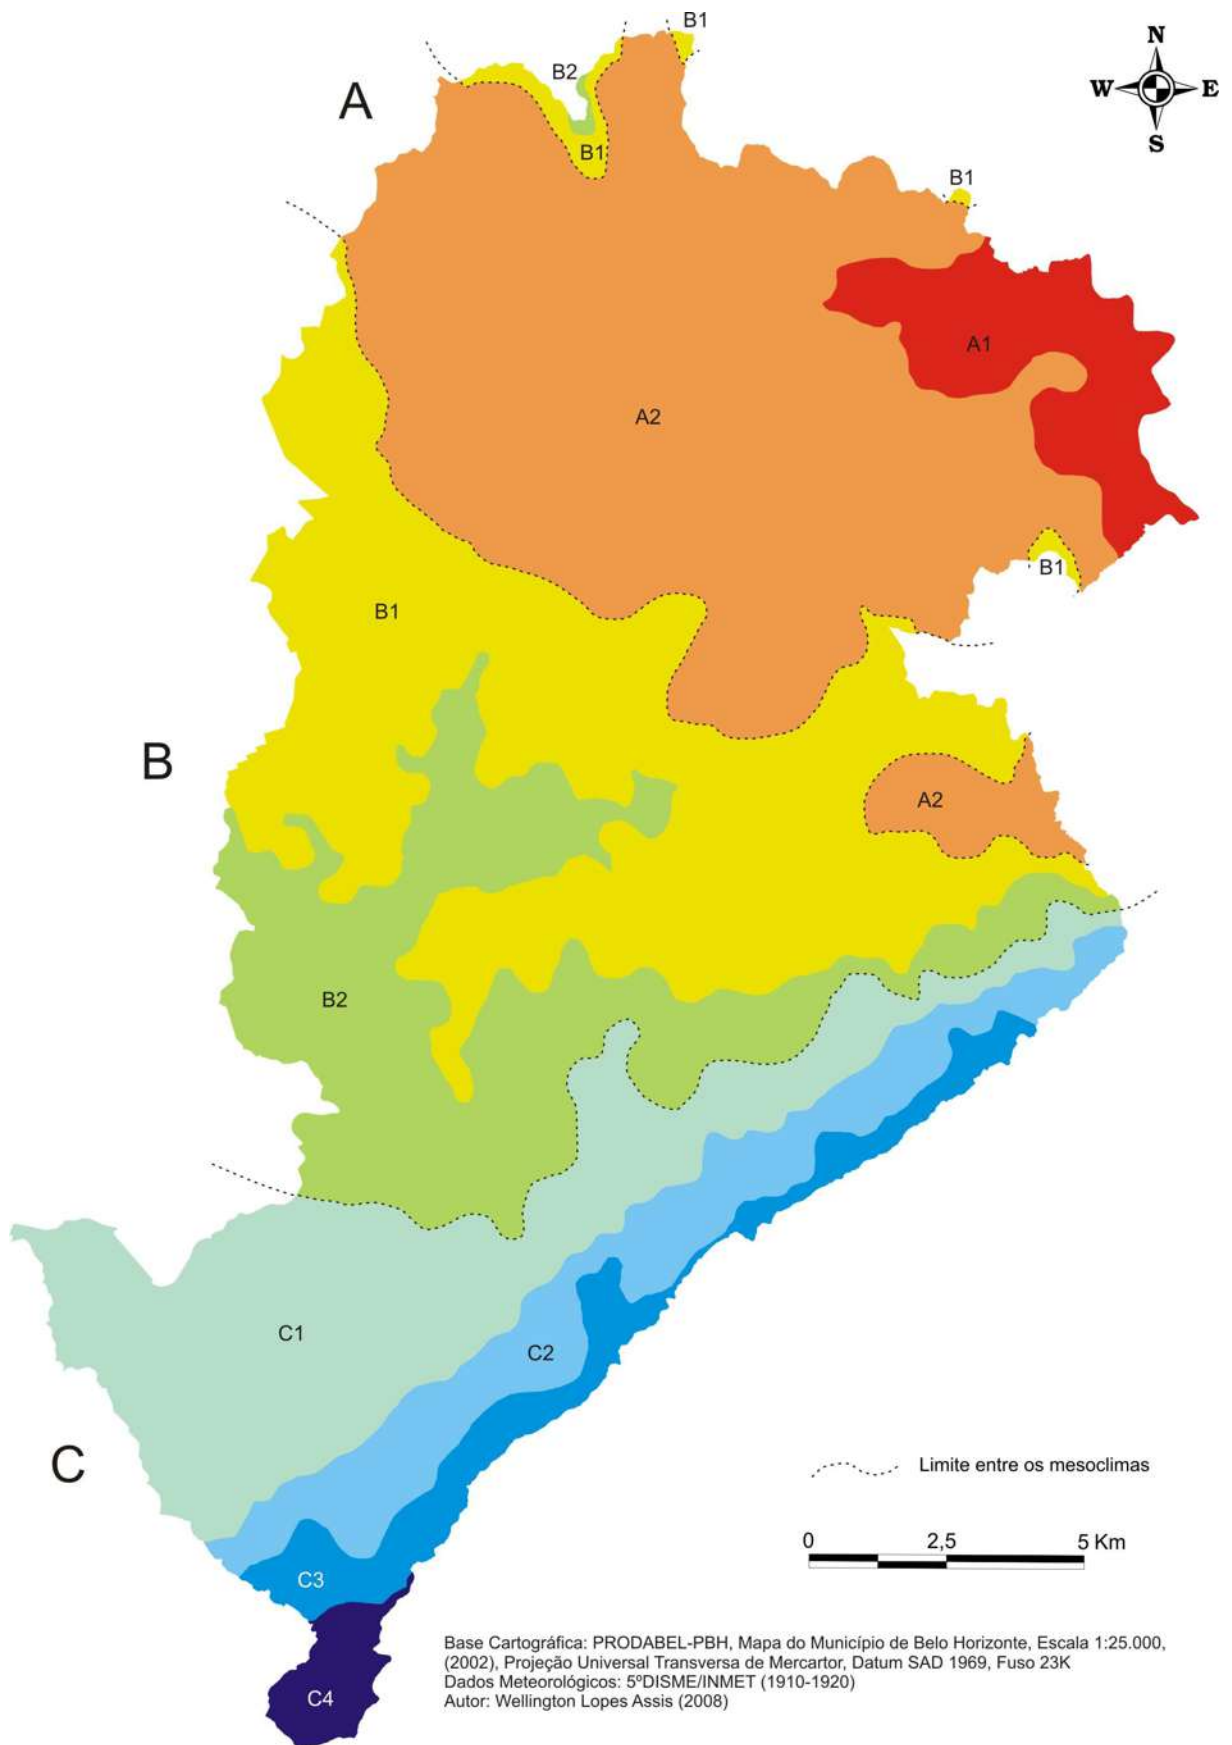 B1
N
B2
W E
A
S
B1
B1
A1
A2
B1
B1
B
A2
B2
C1
C2
C
Limite entre os mesoclimas
0 2,5 5 Km
C3
Base Cartográfica: PRODABEL-PBH, Mapa do Município de Belo Horizonte, Escala 1:25.000,
(2002), Projeção Universal Transversa de Mercartor, Datum SAD 1969, Fuso 23K
Dados Meteorológicos: 5ºDISME/INMET (1910-1920)
Autor: Wellington Lopes Assis (2008)
C4